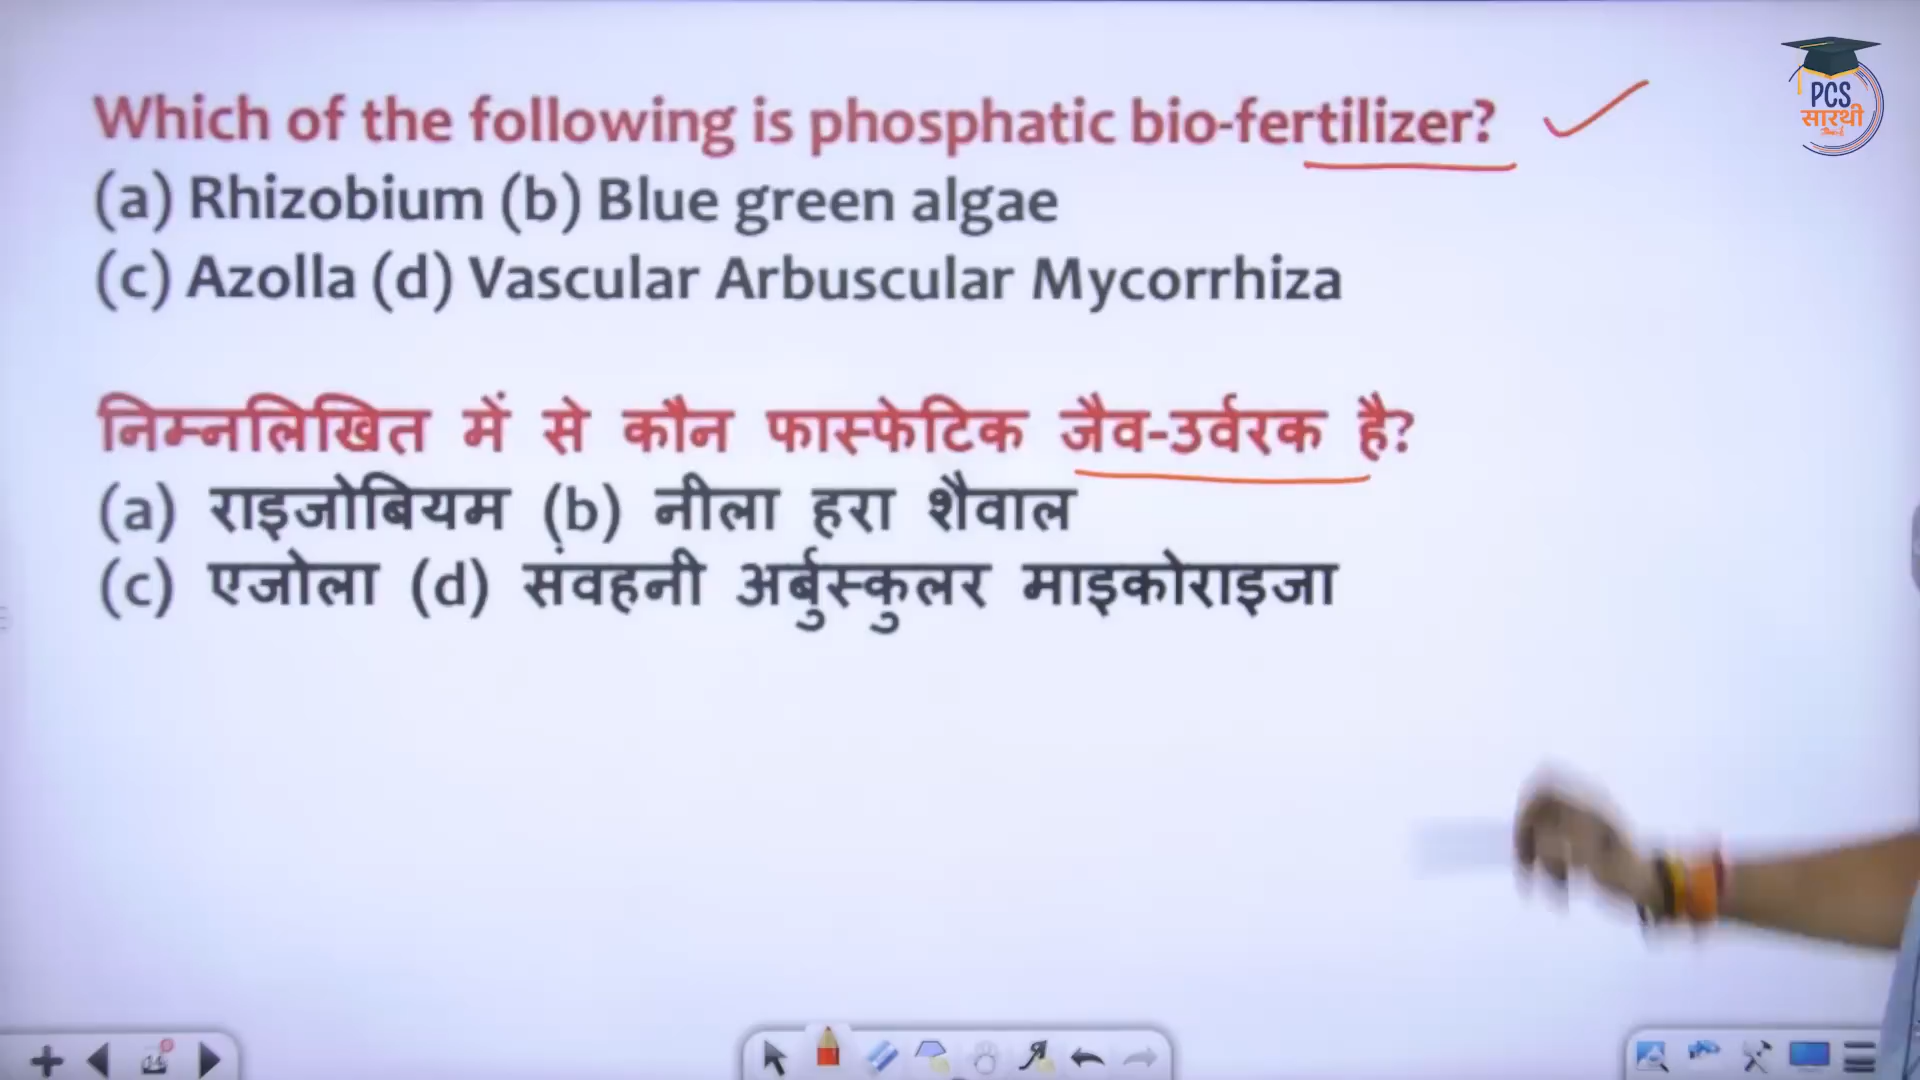 Which of the following is phosphatic bio-fertilizer?
(a) Rhizobium (b) Blue green algae
(c) Azolla (d) Vascular Arbuscular Mycorrhiza
निम्नलिखित में से कौन फास्फेटिक जैव-उर्वरक है?
(a) राइजोबियम (b) नीला हरा शैवाल
(c) एजोला (d) संवहनी अर्बुस्कुलर माइकोराइजा
PCS
सारथी